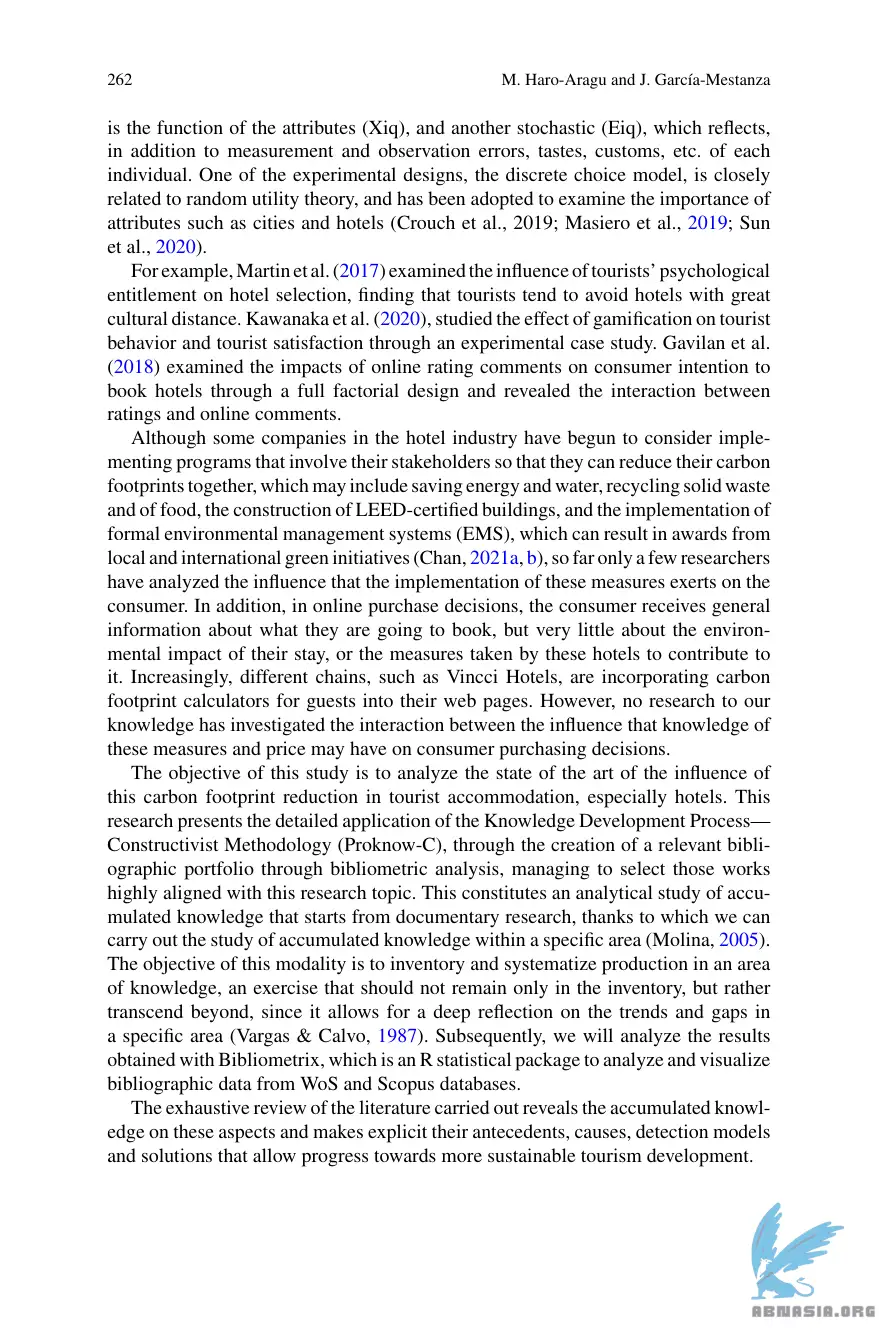 262 M. Haro-Aragu and J. García-Mestanza
is the function of the attributes (Xiq), and another stochastic (Eiq), which reflects,
in addition to measurement and observation errors, tastes, customs, etc. of each
individual. One of the experimental designs, the discrete choice model, is closely
related to random utility theory, and has been adopted to examine the importance of
attributes such as cities and hotels (Crouch et al., 2019; Masiero et al., 2019; Sun
et al., 2020).
For example, Martin et al. (2017) examined the influence of tourists’ psychological
entitlement on hotel selection, finding that tourists tend to avoid hotels with great
cultural distance. Kawanaka et al. (2020), studied the effect of gamification on tourist
behavior and tourist satisfaction through an experimental case study. Gavilan et al.
(2018) examined the impacts of online rating comments on consumer intention to
book hotels through a full factorial design and revealed the interaction between
ratings and online comments.
Although some companies in the hotel industry have begun to consider imple-
menting programs that involve their stakeholders so that they can reduce their carbon
footprints together, which may include saving energy and water, recycling solid waste
and of food, the construction of LEED-certified buildings, and the implementation of
formal environmental management systems (EMS), which can result in awards from
local and international green initiatives (Chan, 2021a, b), so far only a few researchers
have analyzed the influence that the implementation of these measures exerts on the
consumer. In addition, in online purchase decisions, the consumer receives general
information about what they are going to book, but very little about the environ-
mental impact of their stay, or the measures taken by these hotels to contribute to
it. Increasingly, different chains, such as Vincci Hotels, are incorporating carbon
footprint calculators for guests into their web pages. However, no research to our
knowledge has investigated the interaction between the influence that knowledge of
these measures and price may have on consumer purchasing decisions.
The objective of this study is to analyze the state of the art of the influence of
this carbon footprint reduction in tourist accommodation, especially hotels. This
research presents the detailed application of the Knowledge Development Process—
Constructivist Methodology (Proknow-C), through the creation of a relevant bibli-
ographic portfolio through bibliometric analysis, managing to select those works
highly aligned with this research topic. This constitutes an analytical study of accu-
mulated knowledge that starts from documentary research, thanks to which we can
carry out the study of accumulated knowledge within a specific area (Molina, 2005).
The objective of this modality is to inventory and systematize production in an area
of knowledge, an exercise that should not remain only in the inventory, but rather
transcend beyond, since it allows for a deep reflection on the trends and gaps in
a specific area (Vargas & Calvo, 1987). Subsequently, we will analyze the results
obtained with Bibliometrix, which is an R statistical package to analyze and visualize
bibliographic data from WoS and Scopus databases.
The exhaustive review of the literature carried out reveals the accumulated knowl-
edge on these aspects and makes explicit their antecedents, causes, detection models
and solutions that allow progress towards more sustainable tourism development.
ABNASIA.ORG